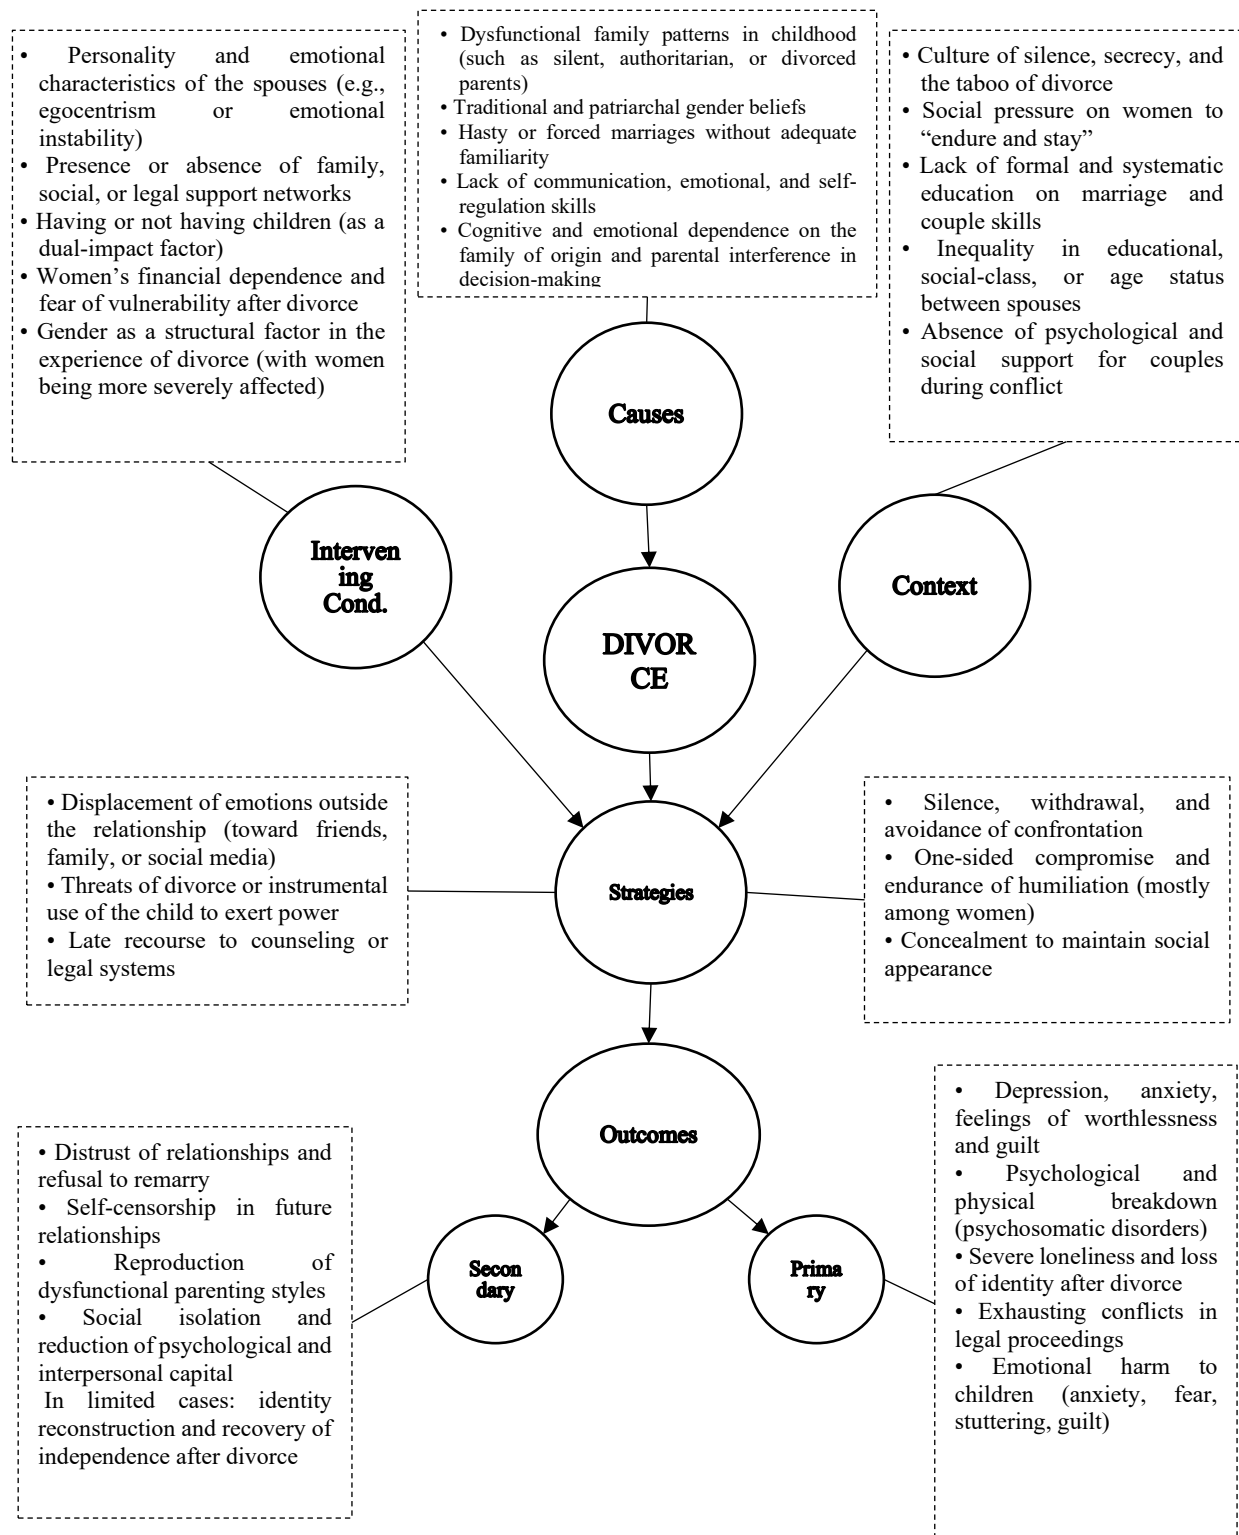 • Personality and emotional
characteristics of the spouses (e.g.,
egocentrism or emotional
instability)
• Presence or absence of family,
social, or legal support networks
• Having or not having children (as a
dual-impact factor)
• Women's financial dependence and
fear of vulnerability after divorce
• Gender as a structural factor in the
experience of divorce (with women
being more severely affected)
• Dysfunctional family patterns in childhood
(such as silent, authoritarian, or divorced
parents)
• Traditional and patriarchal gender beliefs
• Hasty or forced marriages without adequate
familiarity
• Lack of communication, emotional, and self-
regulation skills
• Cognitive and emotional dependence on the
family of origin and parental interference in
decision-making
• Culture of silence, secrecy, and
the taboo of divorce
• Social pressure on women to
“endure and stay”
• Lack of formal and systematic
education on marriage and
couple skills
• Inequality in educational,
social-class, or age status
between spouses
• Absence of psychological and
social support for couples
during conflict
Causes
Interven
ing
Cond.
Context
DIVOR
CE
• Displacement of emotions outside
the relationship (toward friends,
family, or social media)
• Threats of divorce or instrumental
use of the child to exert power
• Late recourse to counseling or
legal systems
Strategies
• Silence, withdrawal, and
avoidance of confrontation
• One-sided compromise and
endurance of humiliation (mostly
among women)
• Concealment to maintain social
appearance
Outcomes
• Distrust of relationships and
refusal to remarry
• Self-censorship in future
relationships
• Reproduction of
dysfunctional parenting styles
• Social isolation and
reduction of psychological and
interpersonal capital
In limited cases: identity
reconstruction and recovery of
independence after divorce
Secon
dary
Prima
ry
• Depression, anxiety,
feelings of worthlessness
and guilt
• Psychological and
physical breakdown
(psychosomatic disorders)
• Severe loneliness and loss
of identity after divorce
• Exhausting conflicts in
legal proceedings
• Emotional harm to
children (anxiety, fear,
stuttering, guilt)